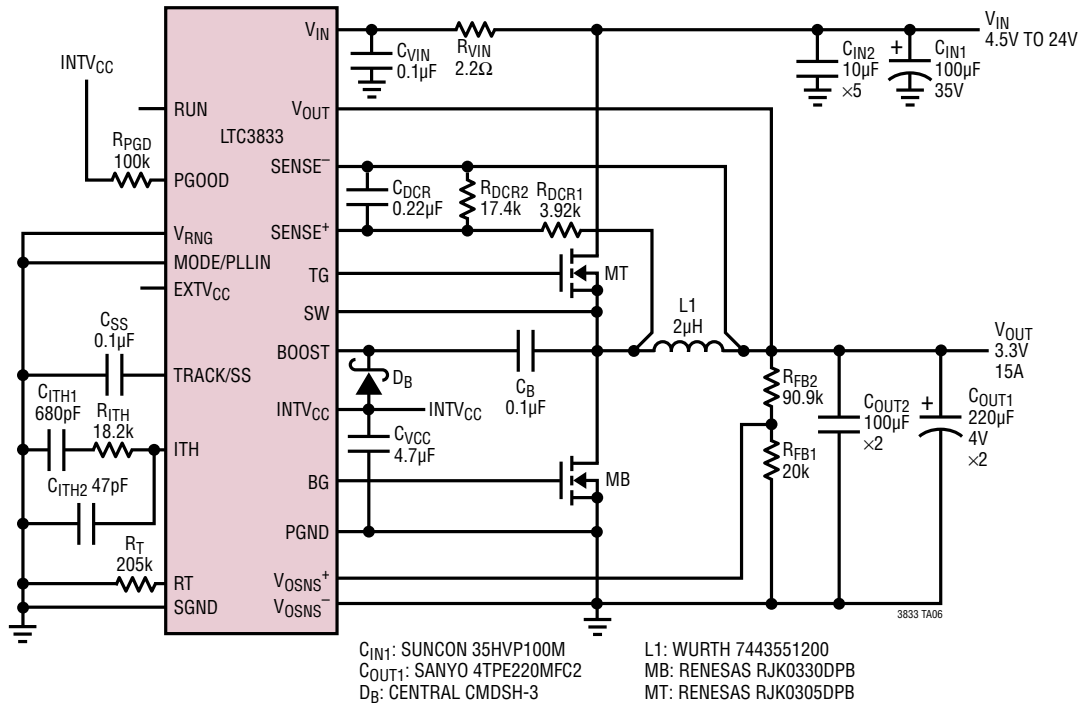 INTVCC
RPGD
100k
RUN
PGOOD
VRNG
MODE/PLLIN
EXTVCC
CSS
0.1µF
TRACK/SS
CITH1
680pF
RITH
18.2k
ITH
CITH2 47pF
RT
205k
RT
SGND
LTC3833
VIN
VOUT
SENSE–
SENSE+
TG
SW
BOOST
INTVCC
BG
PGND
VOSNS+
VOSNS–
CVIN
0.1µF
RVIN
2.2Ω
CIN2
10µF
×5
+
CIN1
100µF
35V
VIN
4.5V TO 24V
CDCR
0.22µF
RDCR2
17.4k
RDCR1
3.92k
MT
L1
2µH
DB
CB
0.1µF
INTVCC
CVCC
4.7µF
MB
RFB2
90.9k
RFB1
20k
COUT2
100µF
×2
+
COUT1
220µF
4V
×2
VOUT
3.3V
15A
3833 TA06
CIN1: SUNCON 35HVP100M
COUT1: SANYO 4TPE220MFC2
DB: CENTRAL CMDSH-3
L1: WURTH 7443551200
MB: RENESAS RJK0330DPB
MT: RENESAS RJK0305DPB